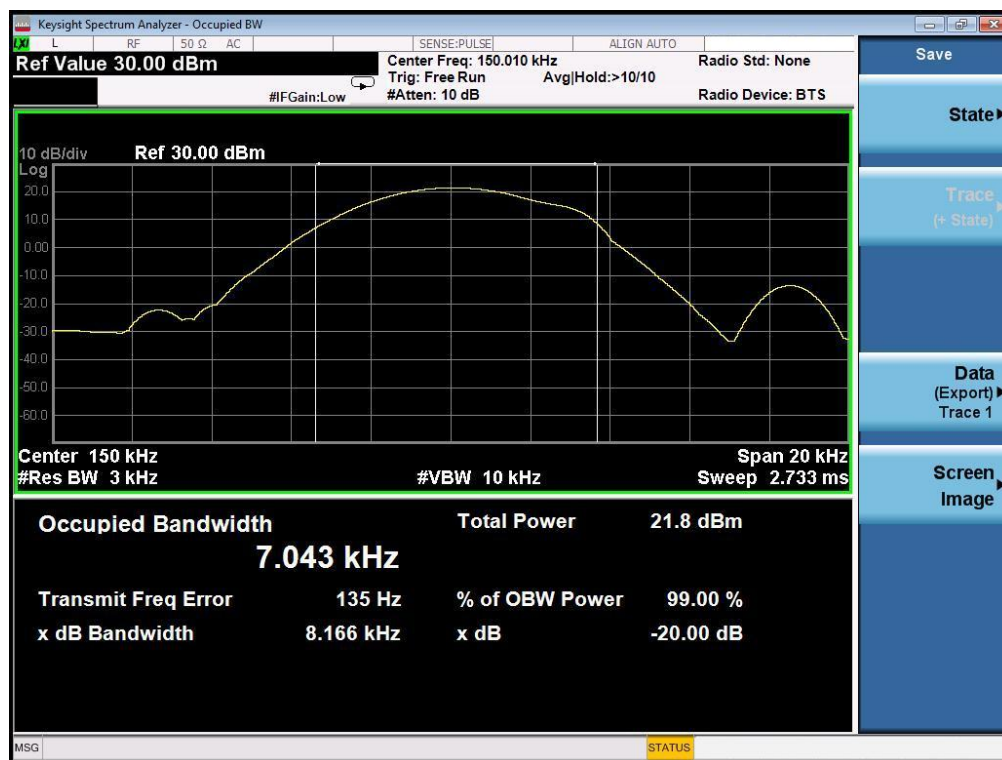 Keysight Spectrum Analyzer - Occupied BW
LXI L RF 50 Ω AC SENSE:PULSE ALIGN AUTO
Ref Value 30.00 dBm
Center Freq: 150.010 kHz
Radio Std: None
Trig: Free Run
Avg|Hold:>10/10
#IFGain:Low
#Atten: 10 dB
Radio Device: BTS
10 dB/div
Ref 30.00 dBm
Log
20.0
10.0
0.00
-10.0
-20.0
-30.0
-40.0
-50.0
-60.0
Center 150 kHz
Span 20 kHz
#Res BW 3 kHz
#VBW 10 kHz
Sweep 2.733 ms
Occupied Bandwidth
7.043 kHz
Total Power 21.8 dBm
Transmit Freq Error 135 Hz
% of OBW Power 99.00 %
x dB Bandwidth 8.166 kHz
x dB -20.00 dB
MSG
STATUS
Save
State
Trace
(+ State)
Data
(Export)
Trace 1
Screen
Image